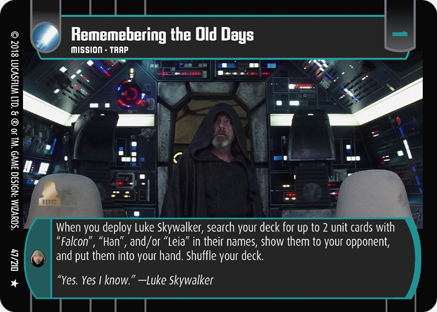 Rememebering the Old Days
MISSION - TRAP
When you deploy Luke Skywalker, search your deck for up to 2 unit cards with
"Falcon", "Han", and/or "Leia" in their names, show them to your opponent,
and put them into your hand. Shuffle your deck.
"Yes. Yes I know." —Luke Skywalker
© 2018 LUCASFILM LTD. & ® or TM. GAME DESIGN: WIZARDS.
47/210